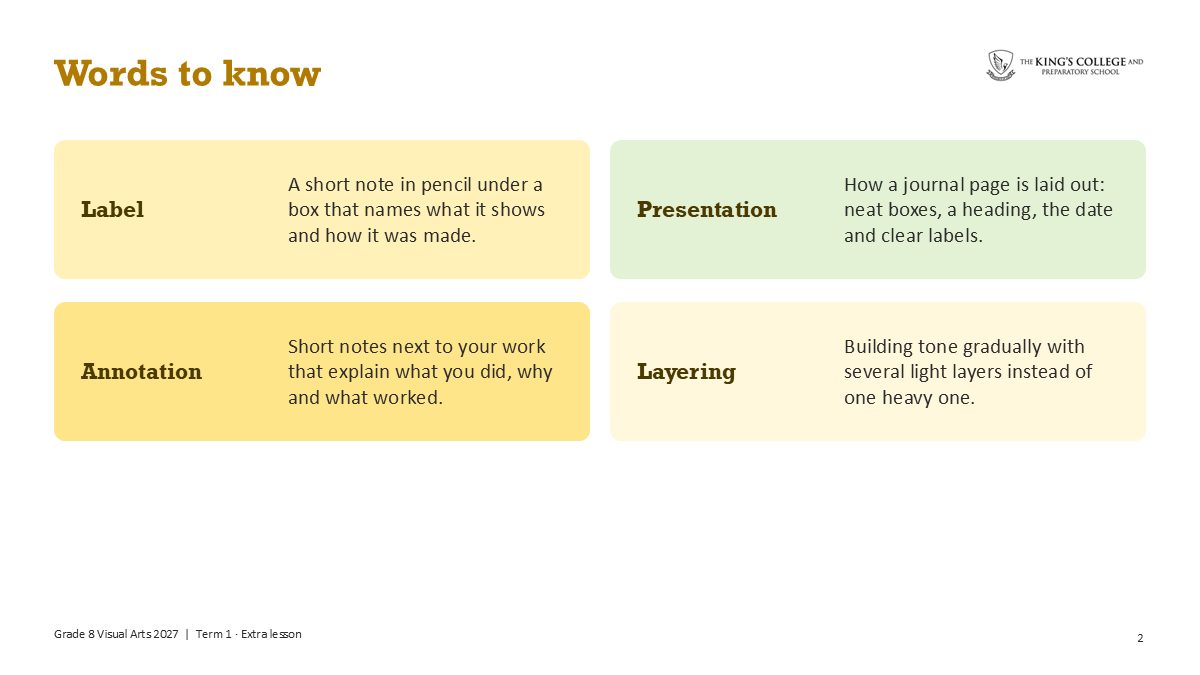 Words to know
THE KING'S COLLEGE AND
PREPARATORY SCHOOL
Label
A short note in pencil under a
box that names what it shows
and how it was made.
Presentation
How a journal page is laid out:
neat boxes, a heading, the date
and clear labels.
Annotation
Short notes next to your work
that explain what you did, why
and what worked.
Layering
Building tone gradually with
several light layers instead of
one heavy one.
Grade 8 Visual Arts 2027 | Term 1 · Extra lesson
2